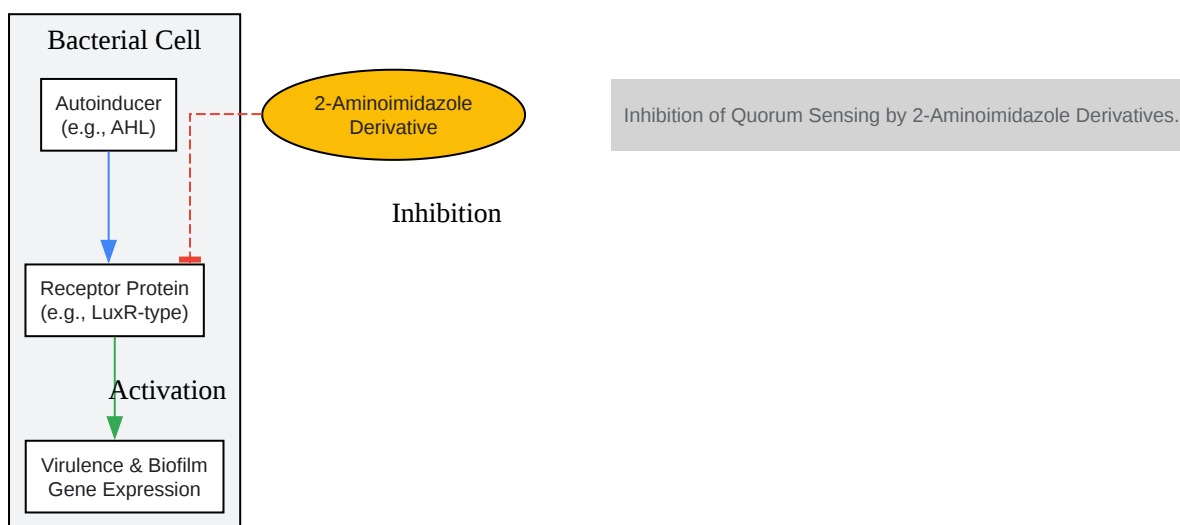 Bacterial Cell
Autoinducer
(e.g., AHL)
2-Aminoimidazole
Derivative
Inhibition of Quorum Sensing by 2-Aminoimidazole Derivatives.
Inhibition
Receptor Protein
(e.g., LuxR-type)
Activation
Virulence & Biofilm
Gene Expression